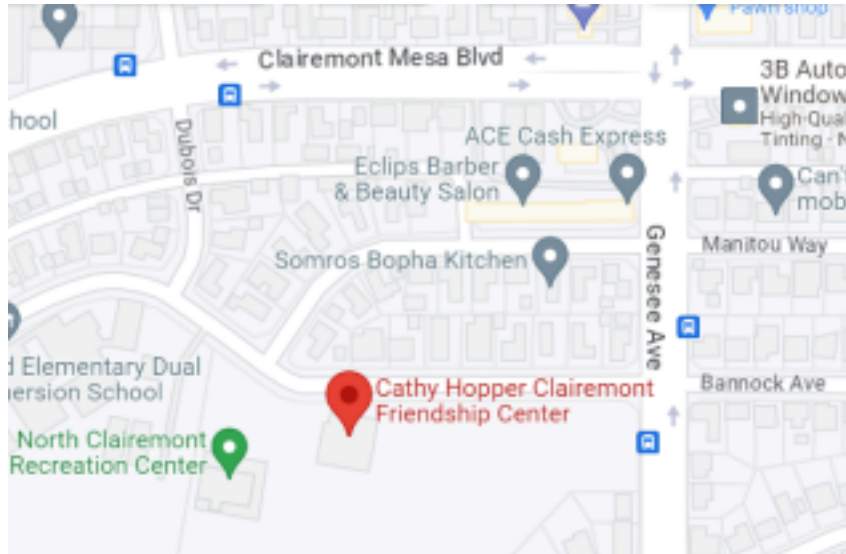 Pawn shop
Clairemont Mesa Blvd
3B Auto
Window
High-Qual
Tinting - N
hool
Dubois Dr
ACE Cash Express
Eclips Barber
& Beauty Salon
Can't
mob
Genesee Ave
Manitou Way
Somros Bopha Kitchen
d Elementary Dual
ersion School
Cathy Hopper Clairemont
Friendship Center
Bannock Ave
North Clairemont
Recreation Center